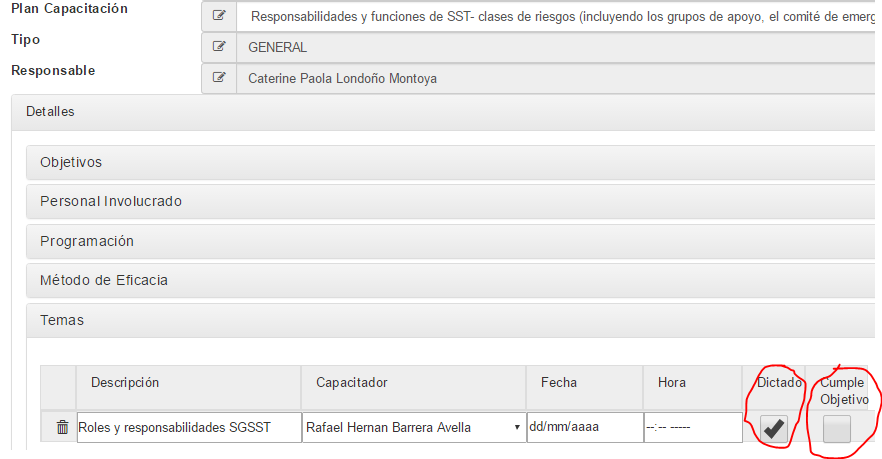 Plan Capacitación
Responsabilidades y funciones de SST- clases de riesgos (incluyendo los grupos de apoyo, el comité de emerg
Tipo
GENERAL
Responsable
Caterine Paola Londoño Montoya
Detalles
Objetivos
Personal Involucrado
Programación
Método de Eficacia
Temas
Descripción Capacitador Fecha Hora Dictado Cumple
Objetivo
Roles y responsabilidades SGSST Rafael Hernan Barrera Avella dd/mm/aaaa --:-- -----